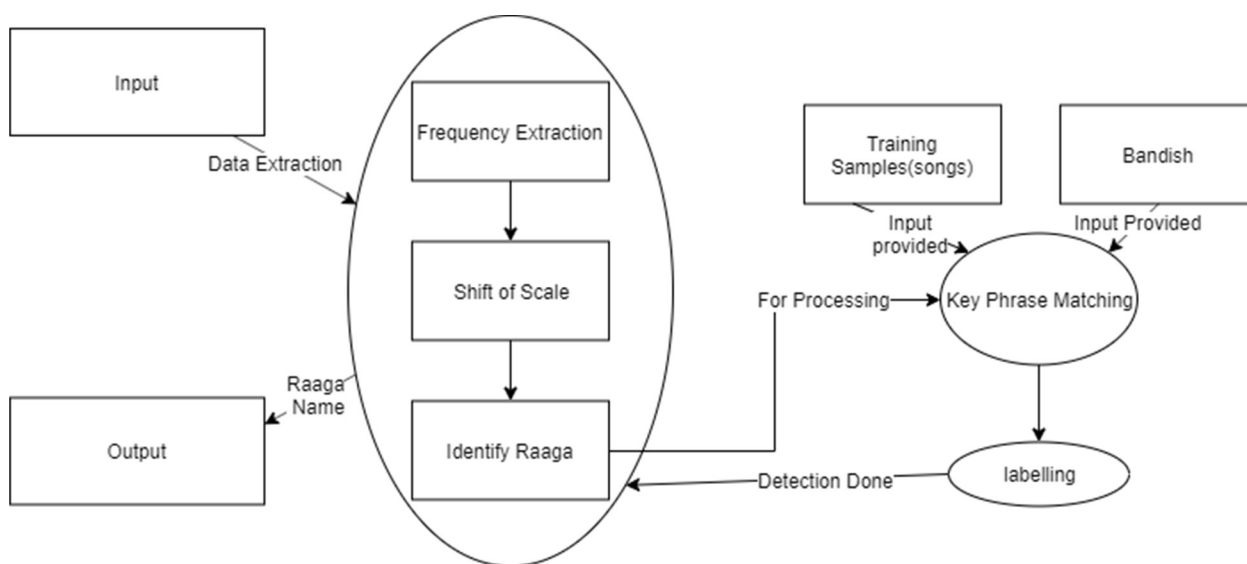 Input
Data Extraction
Frequency Extraction
Shift of Scale
Identify Raaga
Raaga
Name
Output
Training
Samples(songs)
Bandish
Input
provided
Input Provided
For Processing
Key Phrase Matching
Detection Done
labelling